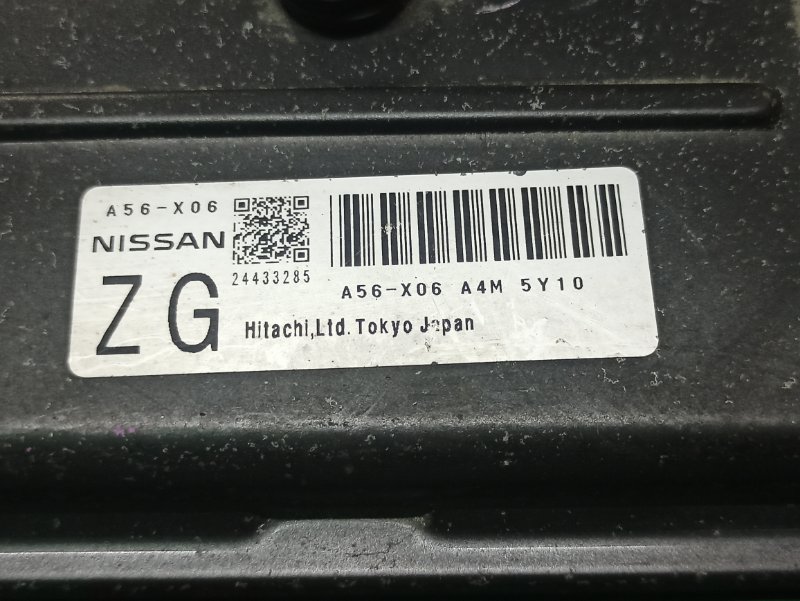 A56-X06
NISSAN
24433285
ZG
A56-X06 A4M 5Y10
Hitachi,Ltd.Tokyo Japan